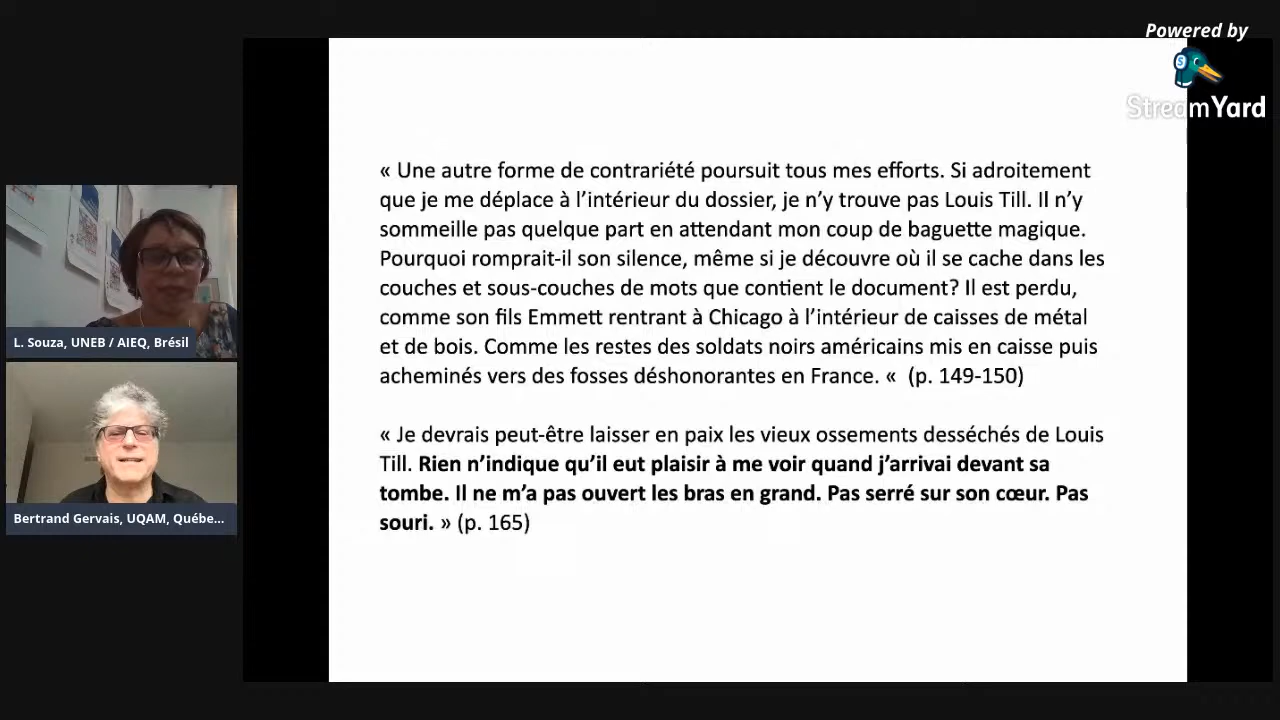 Powered by
StreamYard
« Une autre forme de contrariété poursuit tous mes efforts. Si adroitement
que je me déplace à l’intérieur du dossier, je n’y trouve pas Louis Till. Il n’y
sommeille pas quelque part en attendant mon coup de baguette magique.
Pourquoi romprait-il son silence, même si je découvre où il se cache dans les
couches et sous-couches de mots que contient le document? Il est perdu,
comme son fils Emmett rentrant à Chicago à l’intérieur de caisses de métal
et de bois. Comme les restes des soldats noirs américains mis en caisse puis
acheminés vers des fosses déshonorantes en France. « (p. 149-150)
« Je devrais peut-être laisser en paix les vieux ossements desséchés de Louis
Till. Rien n’indique qu’il eut plaisir à me voir quand j’arrivai devant sa
tombe. Il ne m’a pas ouvert les bras en grand. Pas serré sur son cœur. Pas
souri. » (p. 165)
L. Souza, UNEB / AIEQ, Brésil
Bertrand Gervais, UQAM, Québe...